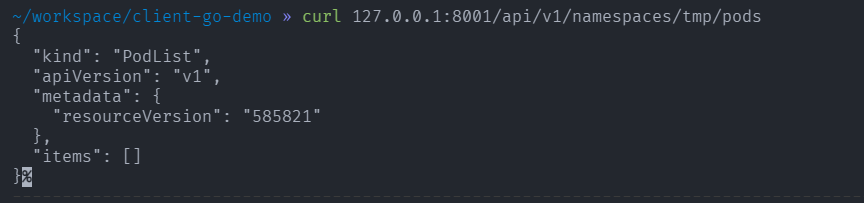 ~/workspace/client-go-demo » curl 127.0.0.1:8001/api/v1/namespaces/tmp/pods
{
  "kind": "PodList",
  "apiVersion": "v1",
  "metadata": {
    "resourceVersion": "585821"
  },
  "items": []
}%